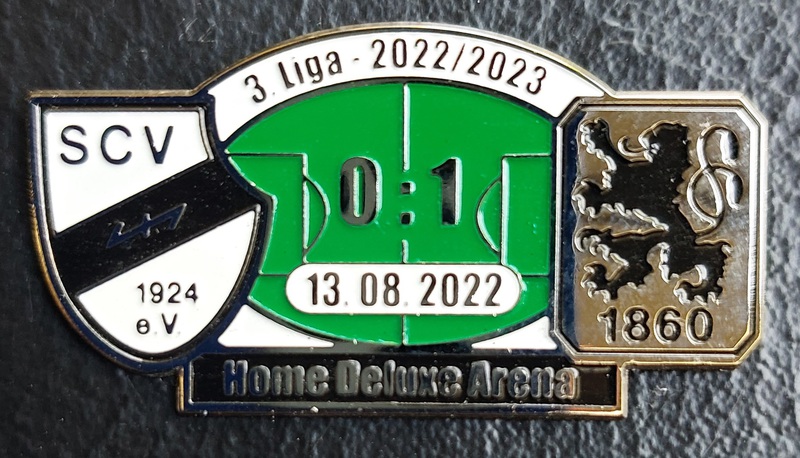 3. Liga - 2022/2023
SCV
0:1
13.08.2022
1924
e.V.
1860
Home Deluxe Arena